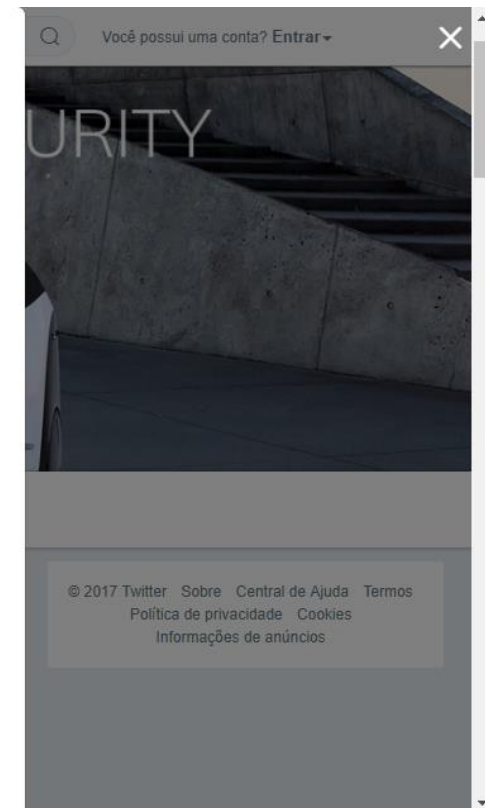 Você possui uma conta? Entrar
URITY
© 2017 Twitter Sobre Central de Ajuda Termos
Política de privacidade Cookies
Informações de anúncios